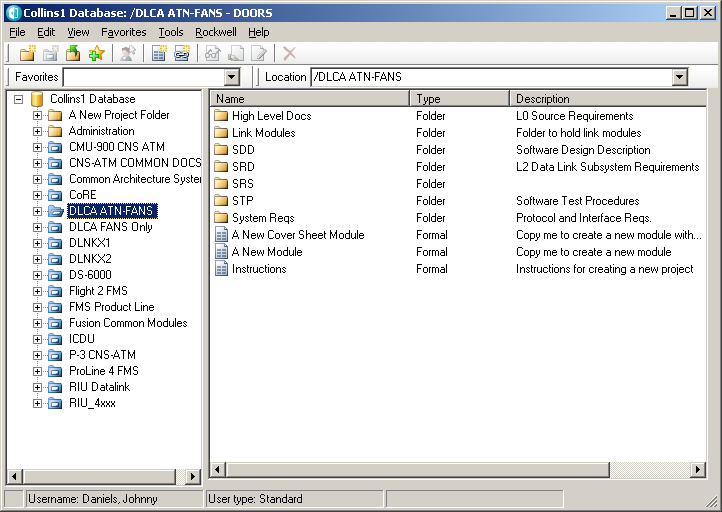 Collins1 Database: /DLCA ATN-FANS - DOORS
File Edit View Favorites Tools Rockwell Help
Favorites Location /DLCA ATN-FANS
Collins1 Database
A New Project Folder
Administration
CMU-900 CNS ATM
CNS-ATM COMMON DOCS
Common Architecture Syster
CoRE
DLCA ATN-FANS
DLCA FANS Only
DLNKX1
DLNKX2
DS-6000
Flight 2 FMS
FMS Product Line
Fusion Common Modules
ICDU
P-3 CNS-ATM
ProLine 4 FMS
RIU Datalink
RIU_4xxx
Name Type Description
High Level Docs Folder L0 Source Requirements
Link Modules Folder Folder to hold link modules
SDD Folder Software Design Description
SRD Folder L2 Data Link Subsystem Requirements
SRS Folder
STP Folder Software Test Procedures
System Reqs Folder Protocol and Interface Reqs.
A New Cover Sheet Module Formal Copy me to create a new module with...
A New Module Formal Copy me to create a new module
Instructions Formal Instructions for creating a new project
Username: Daniels, Johnny User type: Standard